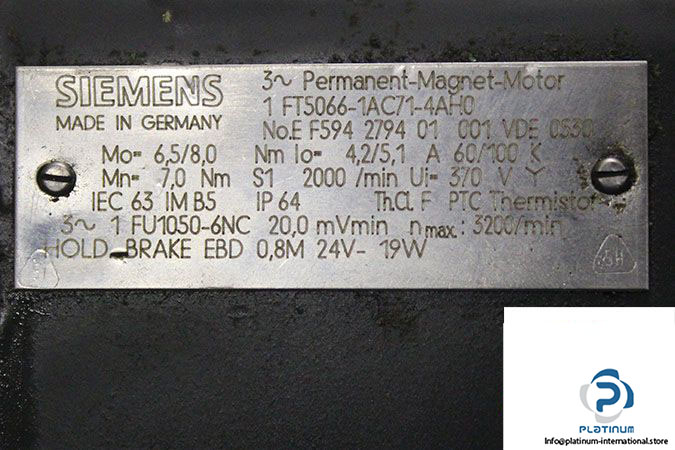 SIEMENS
3~ Permanent-Magnet-Motor
1 FT5066-1AC71-4AH0
MADE IN GERMANY
No.E F594 2794 01 001 VDE 0530
Mo= 6,5/8,0 Nm Io= 4,2/5,1 A 60/100 K
Mn= 7,0 Nm S1 2000 /min Ui= 370 V Y
IEC 63 IM B5 IP 64 Th.Cl. F PTC Thermistor
3~ 1 FU1050-6NC 20,0 mVmin nmax.: 3200/min
HOLD_BRAKE EBD 0,8M 24V- 19W
P
PLATINUM
Info@platinum-international.store